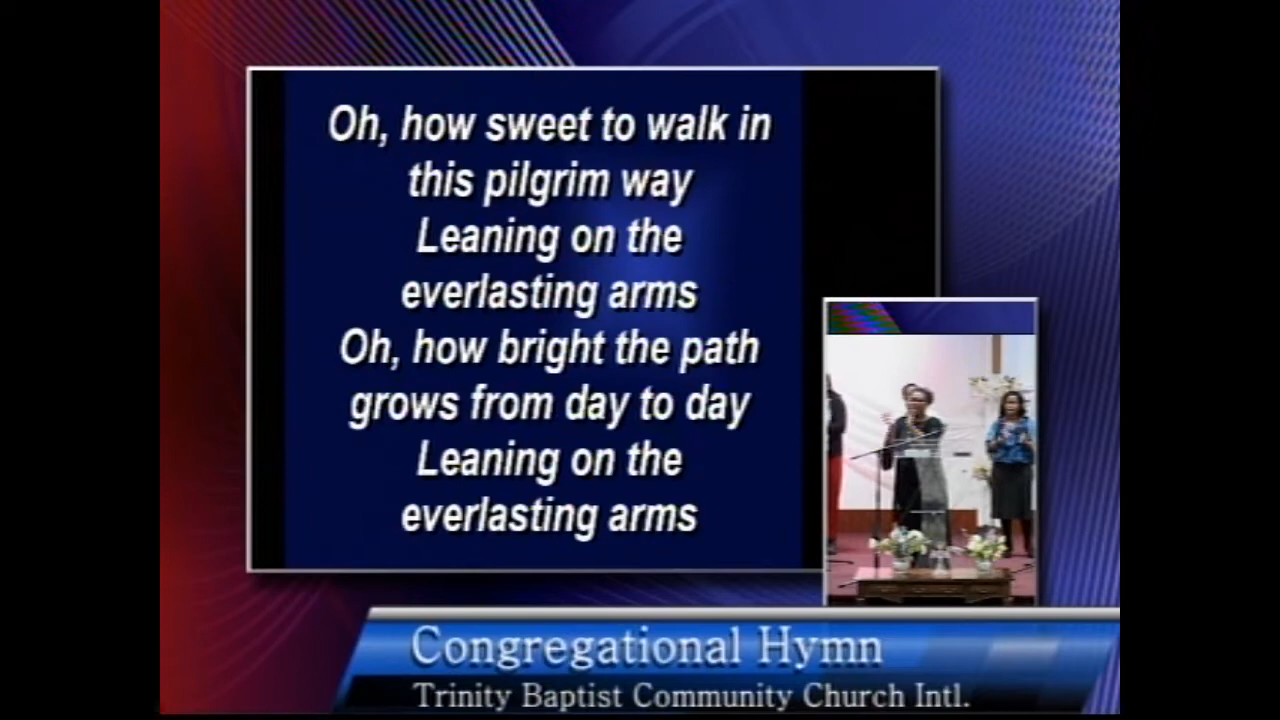 Oh, how sweet to walk in
this pilgrim way
Leaning on the
everlasting arms
Oh, how bright the path
grows from day to day
Leaning on the
everlasting arms
Congregational Hymn
Trinity Baptist Community Church Intl.